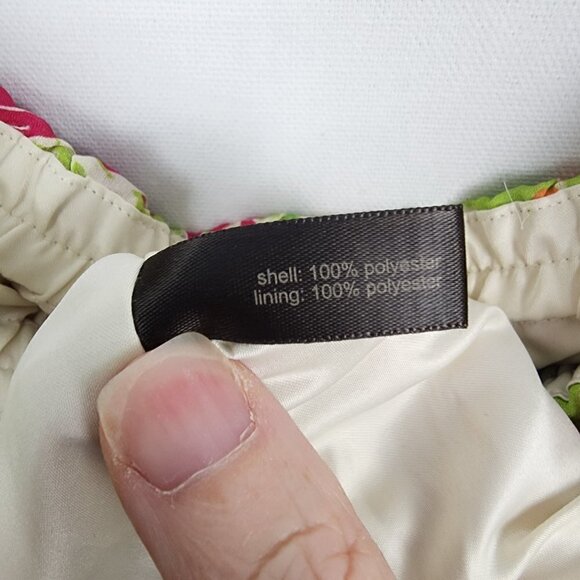 shell: 100% polyester
lining: 100% polyester